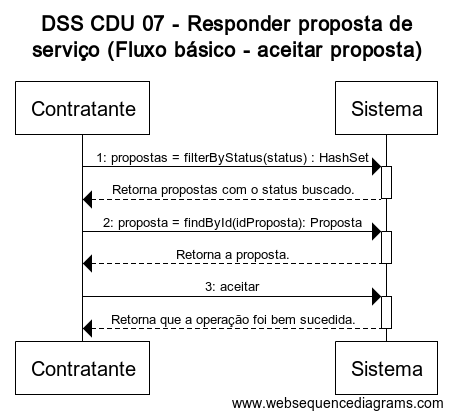 DSS CDU 07 - Responder proposta de
serviço (Fluxo básico - aceitar proposta)
Contratante
Sistema
1: propostas = filterByStatus(status) : HashSet
Retorna propostas com o status buscado.
2: proposta = findById(idProposta): Proposta
Retorna a proposta.
3: aceitar
Retorna que a operação foi bem sucedida.
Contratante
Sistema
www.websequencediagrams.com